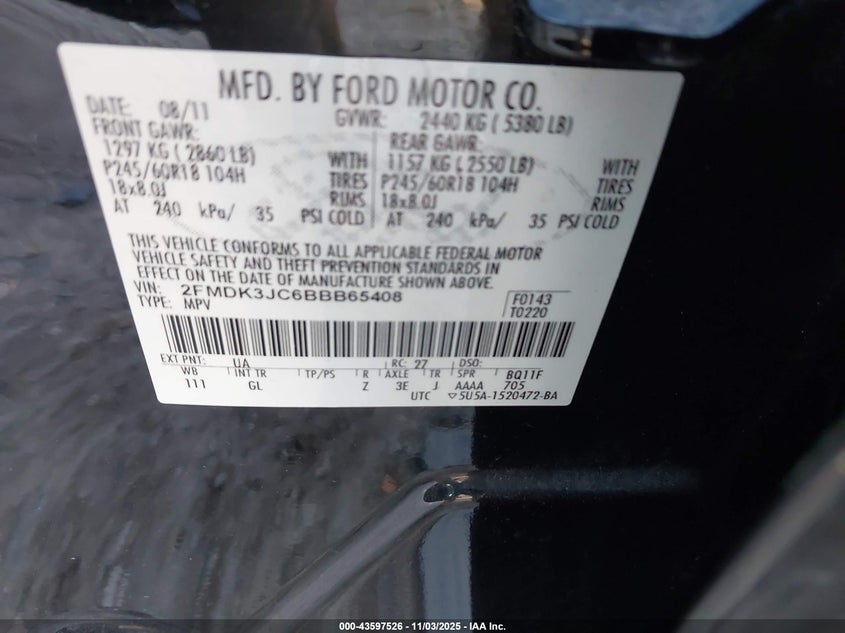 MFD. BY FORD MOTOR CO.
DATE: 08/11 GVWR: 2440 KG ( 5380 LB)
FRONT GAWR: REAR GAWR:
1297 KG ( 2860 LB) WITH 1157 KG ( 2550 LB) WITH
P245/60R18 104H TIRES P245/60R18 104H TIRES
18x8.0J RIMS 18x8.0J RIMS
AT 240 kPa/ 35 PSI COLD AT 240 kPa/ 35 PSI COLD
THIS VEHICLE CONFORMS TO ALL APPLICABLE FEDERAL MOTOR
VEHICLE SAFETY AND THEFT PREVENTION STANDARDS IN
EFFECT ON THE DATE OF MANUFACTURE SHOWN ABOVE.
VIN: 2FMDK3JC6BBB65408 F0143
TYPE: MPV T0220
EXT PNT: UA RC: 27 DSO:
WB INT TR TP/PS R AXLE TR SPR BQ11F
111 GL Z 3E J AAAA 705
UTC ▽5U5A-1520472-BA
000-43597526 - 11/03/2025 - IAA Inc.